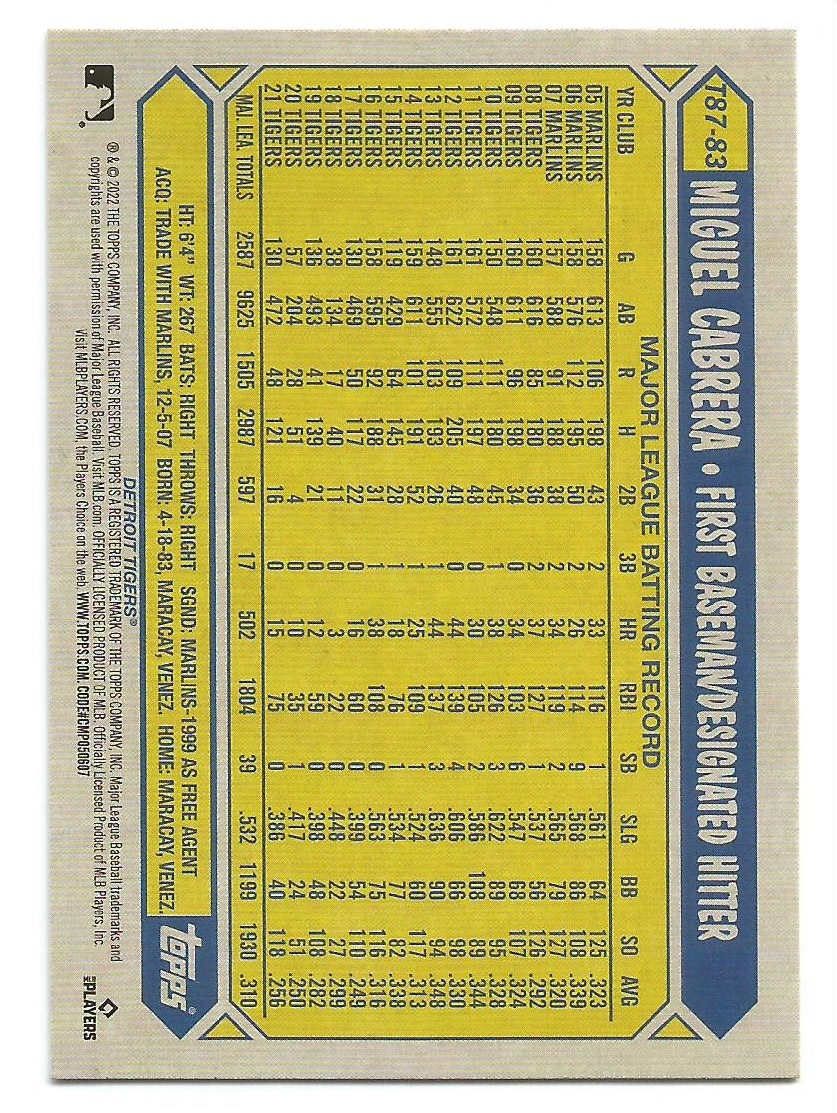 T87-83 MIGUEL CABRERA • FIRST BASEMAN/DESIGNATED HITTER
MAJOR LEAGUE BATTING RECORD
YR CLUB G AB R H 2B 3B HR RBI SB SLG BB SO AVG
05 MARLINS 158 613 106 198 43 2 33 116 1 .561 64 125 .323
06 MARLINS 158 576 112 195 50 2 26 114 9 .568 86 108 .339
07 MARLINS 157 588 91 188 38 2 34 119 2 .565 79 127 .320
08 TIGERS 160 616 85 180 36 2 37 127 1 .537 56 126 .292
09 TIGERS 160 611 96 198 34 0 34 103 6 .547 68 107 .324
10 TIGERS 150 548 111 180 45 1 38 126 3 .622 89 95 .328
11 TIGERS 161 572 111 197 48 0 30 105 2 .586 108 89 .344
12 TIGERS 161 622 109 205 40 0 44 139 4 .606 66 98 .330
13 TIGERS 148 555 103 193 26 1 44 137 3 .636 90 94 .348
14 TIGERS 159 611 101 191 52 1 25 109 1 .524 60 117 .313
15 TIGERS 119 429 64 145 28 1 18 76 1 .534 77 82 .338
16 TIGERS 158 595 92 188 31 1 38 108 0 .563 75 116 .316
17 TIGERS 130 469 50 117 22 0 16 60 0 .399 54 110 .249
18 TIGERS 38 134 17 40 11 0 3 22 0 .448 22 27 .299
19 TIGERS 136 493 41 139 21 0 12 59 0 .398 48 108 .282
20 TIGERS 57 204 28 51 4 0 10 35 1 .417 24 51 .250
21 TIGERS 130 472 48 121 16 0 15 75 0 .386 40 118 .256
MAJ. LEA. TOTALS 2587 9625 1505 2987 597 17 502 1804 39 .532 1199 1930 .310
HT: 6'4" WT: 267 BATS: RIGHT THROWS: RIGHT SGND: MARLINS-1999 AS FREE AGENT
ACQ: TRADE WITH MARLINS, 12-5-07 BORN: 4-18-83, MARACAY, VENEZ. HOME: MARACAY, VENEZ.
topps®
DETROIT TIGERS®
® & © 2022 THE TOPPS COMPANY, INC. ALL RIGHTS RESERVED. TOPPS IS A REGISTERED TRADEMARK OF THE TOPPS COMPANY, INC. Major League Baseball trademarks and
copyrights are used with permission of Major League Baseball. Visit MLB.com. OFFICIALLY LICENSED PRODUCT OF MLB. Officially Licensed Product of MLB Players, Inc.
Visit MLBPLAYERS.COM, the Players Choice on the web. WWW.TOPPS.COM. CODE#CMP050607
MLB PLAYERS